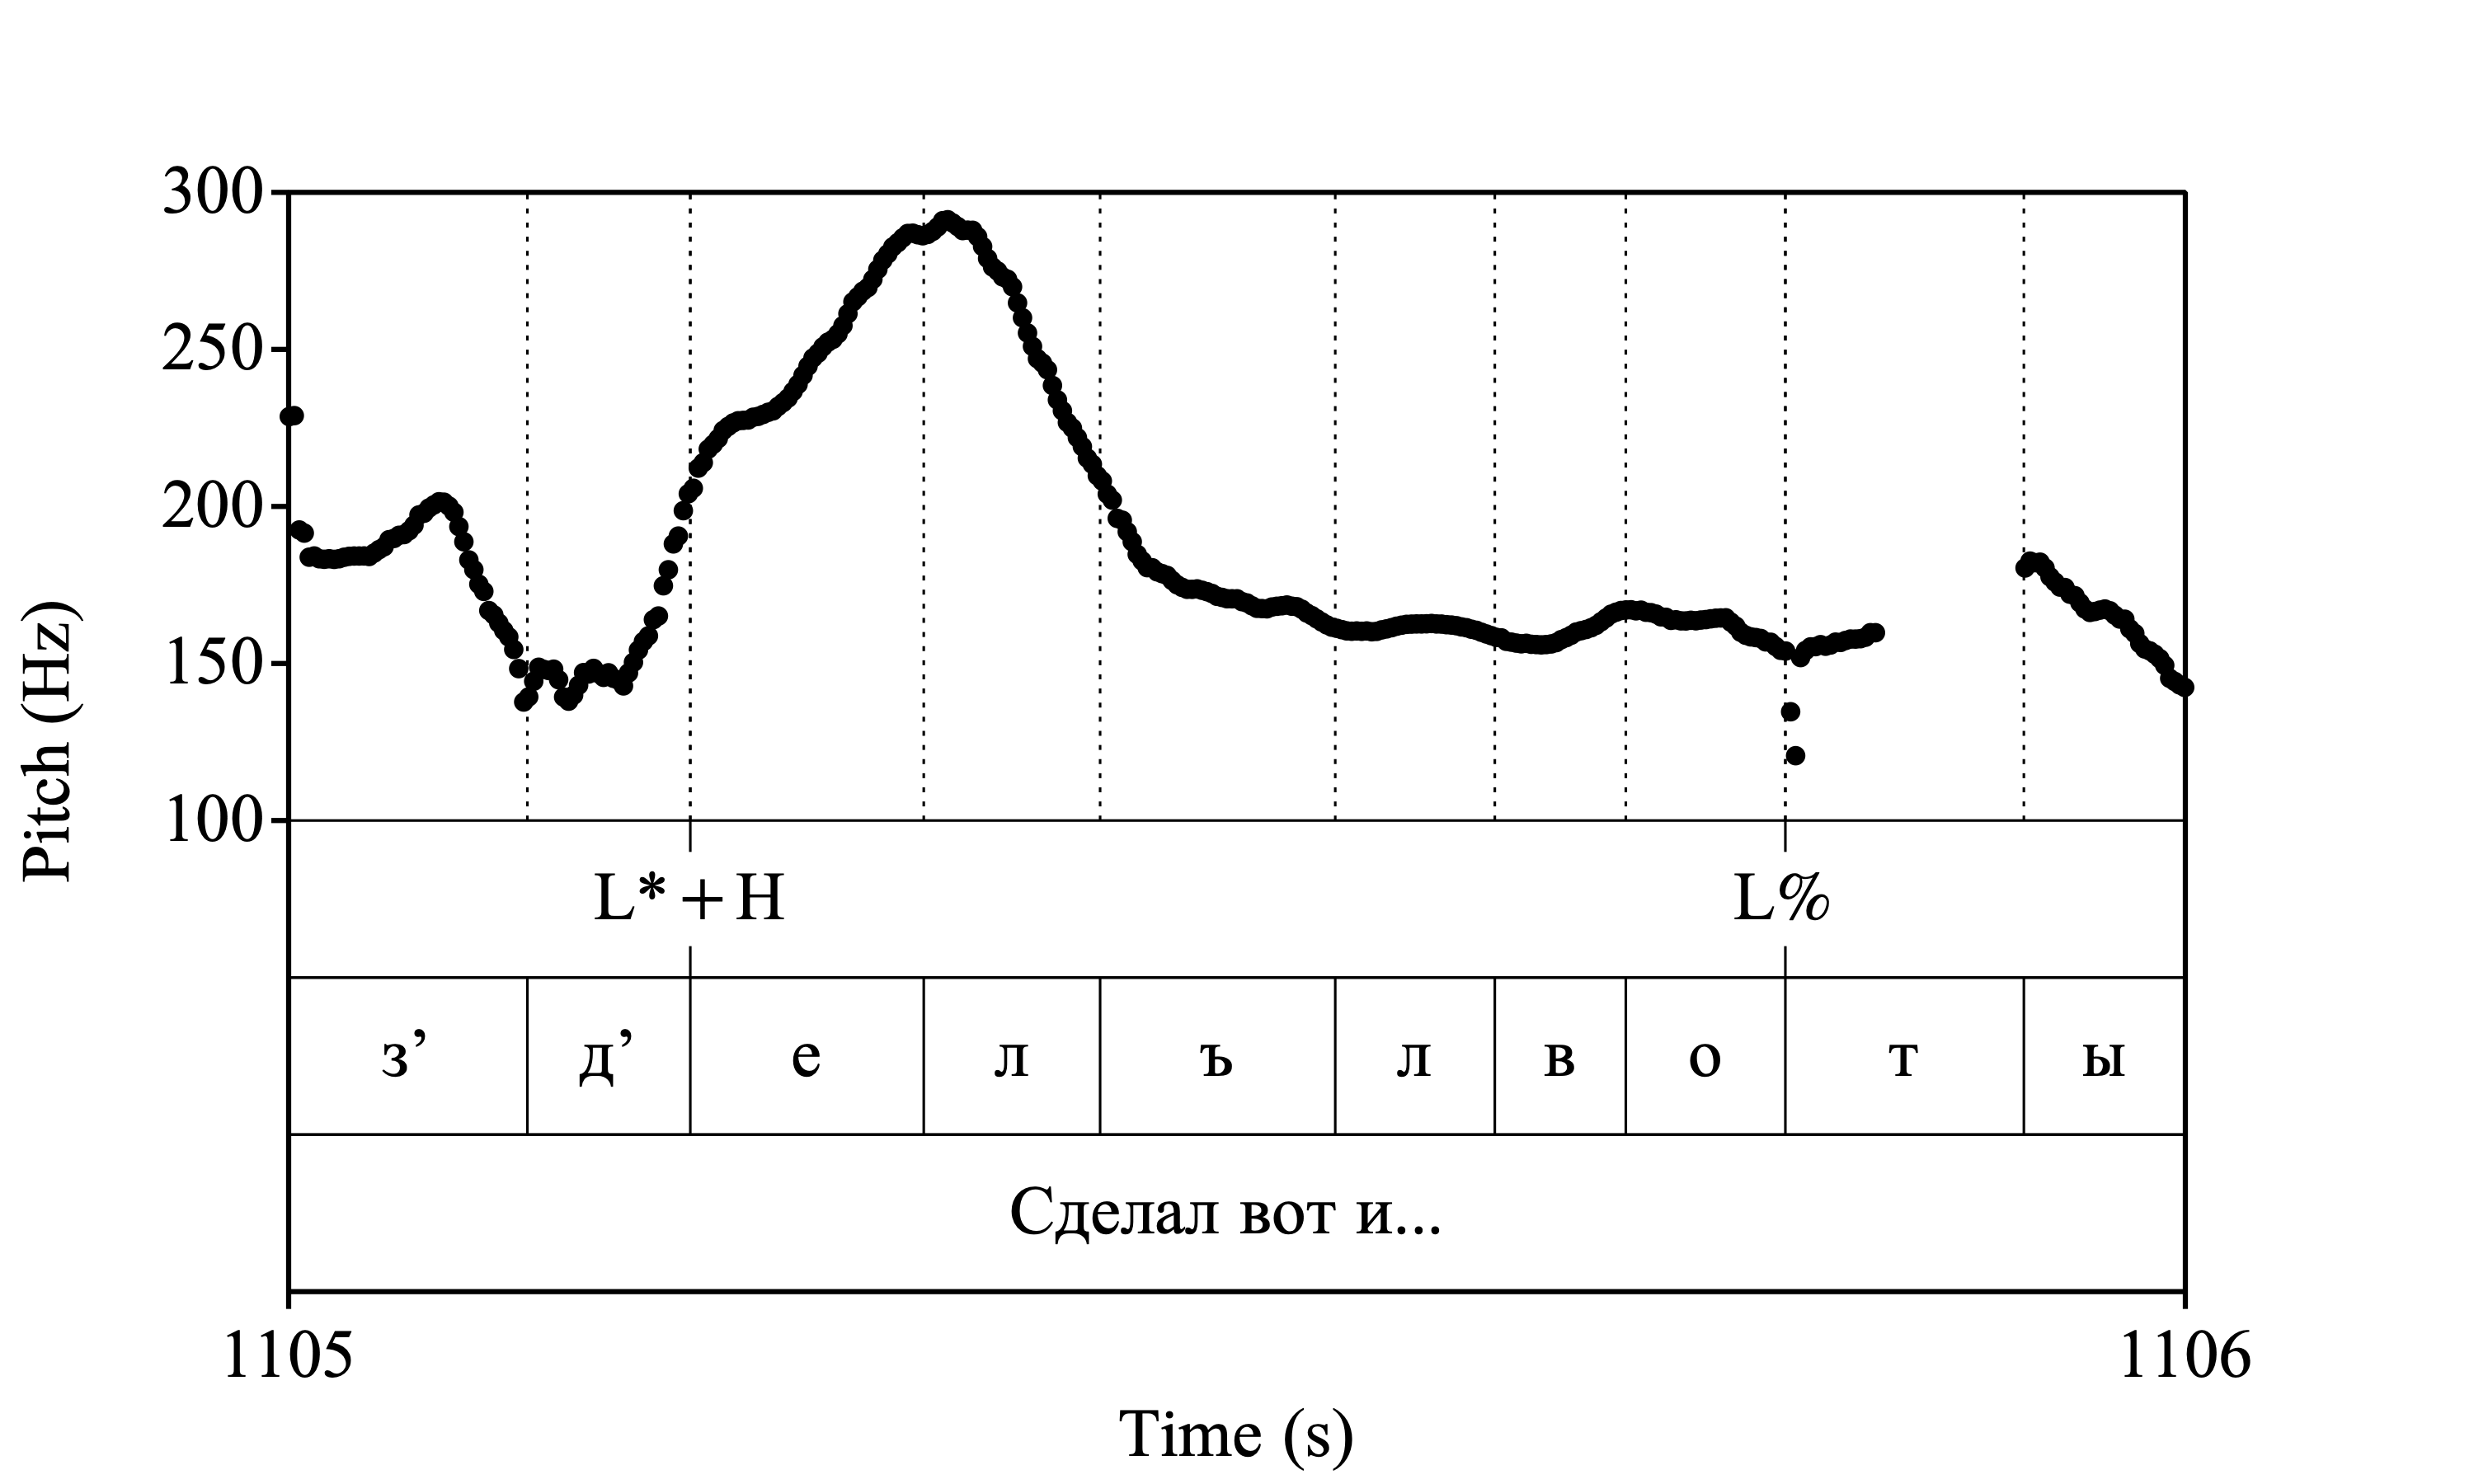 300
250
200
150
100
Pitch (Hz)
L*+H L%
з’ д’ е л ъ л в о т ы
Сделал вот и...
1105 1106
Time (s)